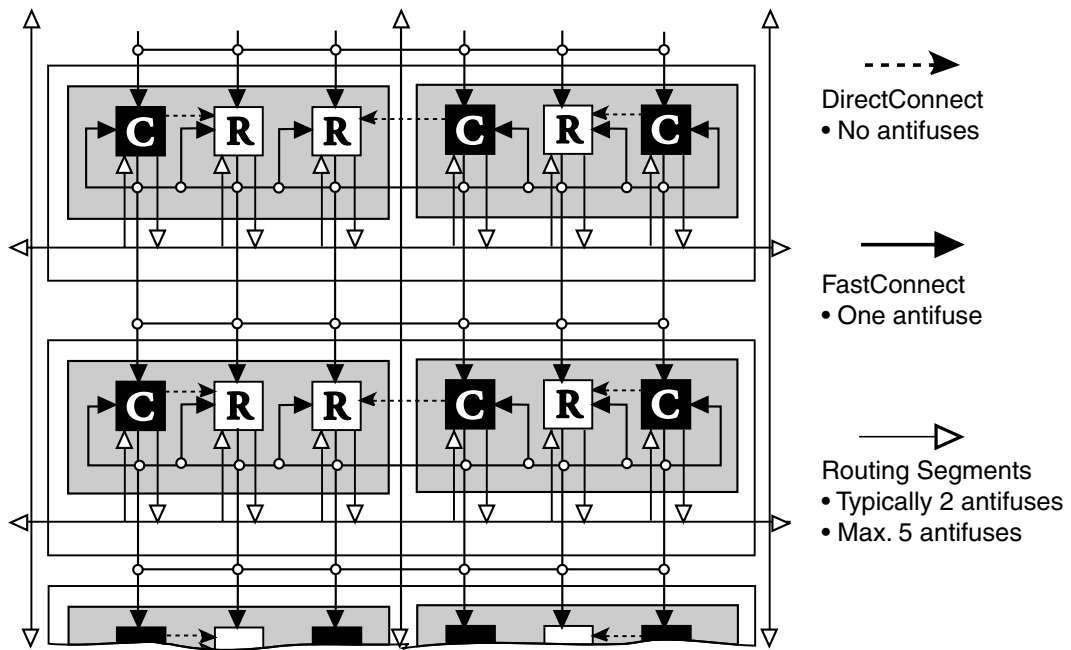 C R R C R C
DirectConnect
• No antifuses
FastConnect
• One antifuse
C R R C R C
Routing Segments
• Typically 2 antifuses
• Max. 5 antifuses